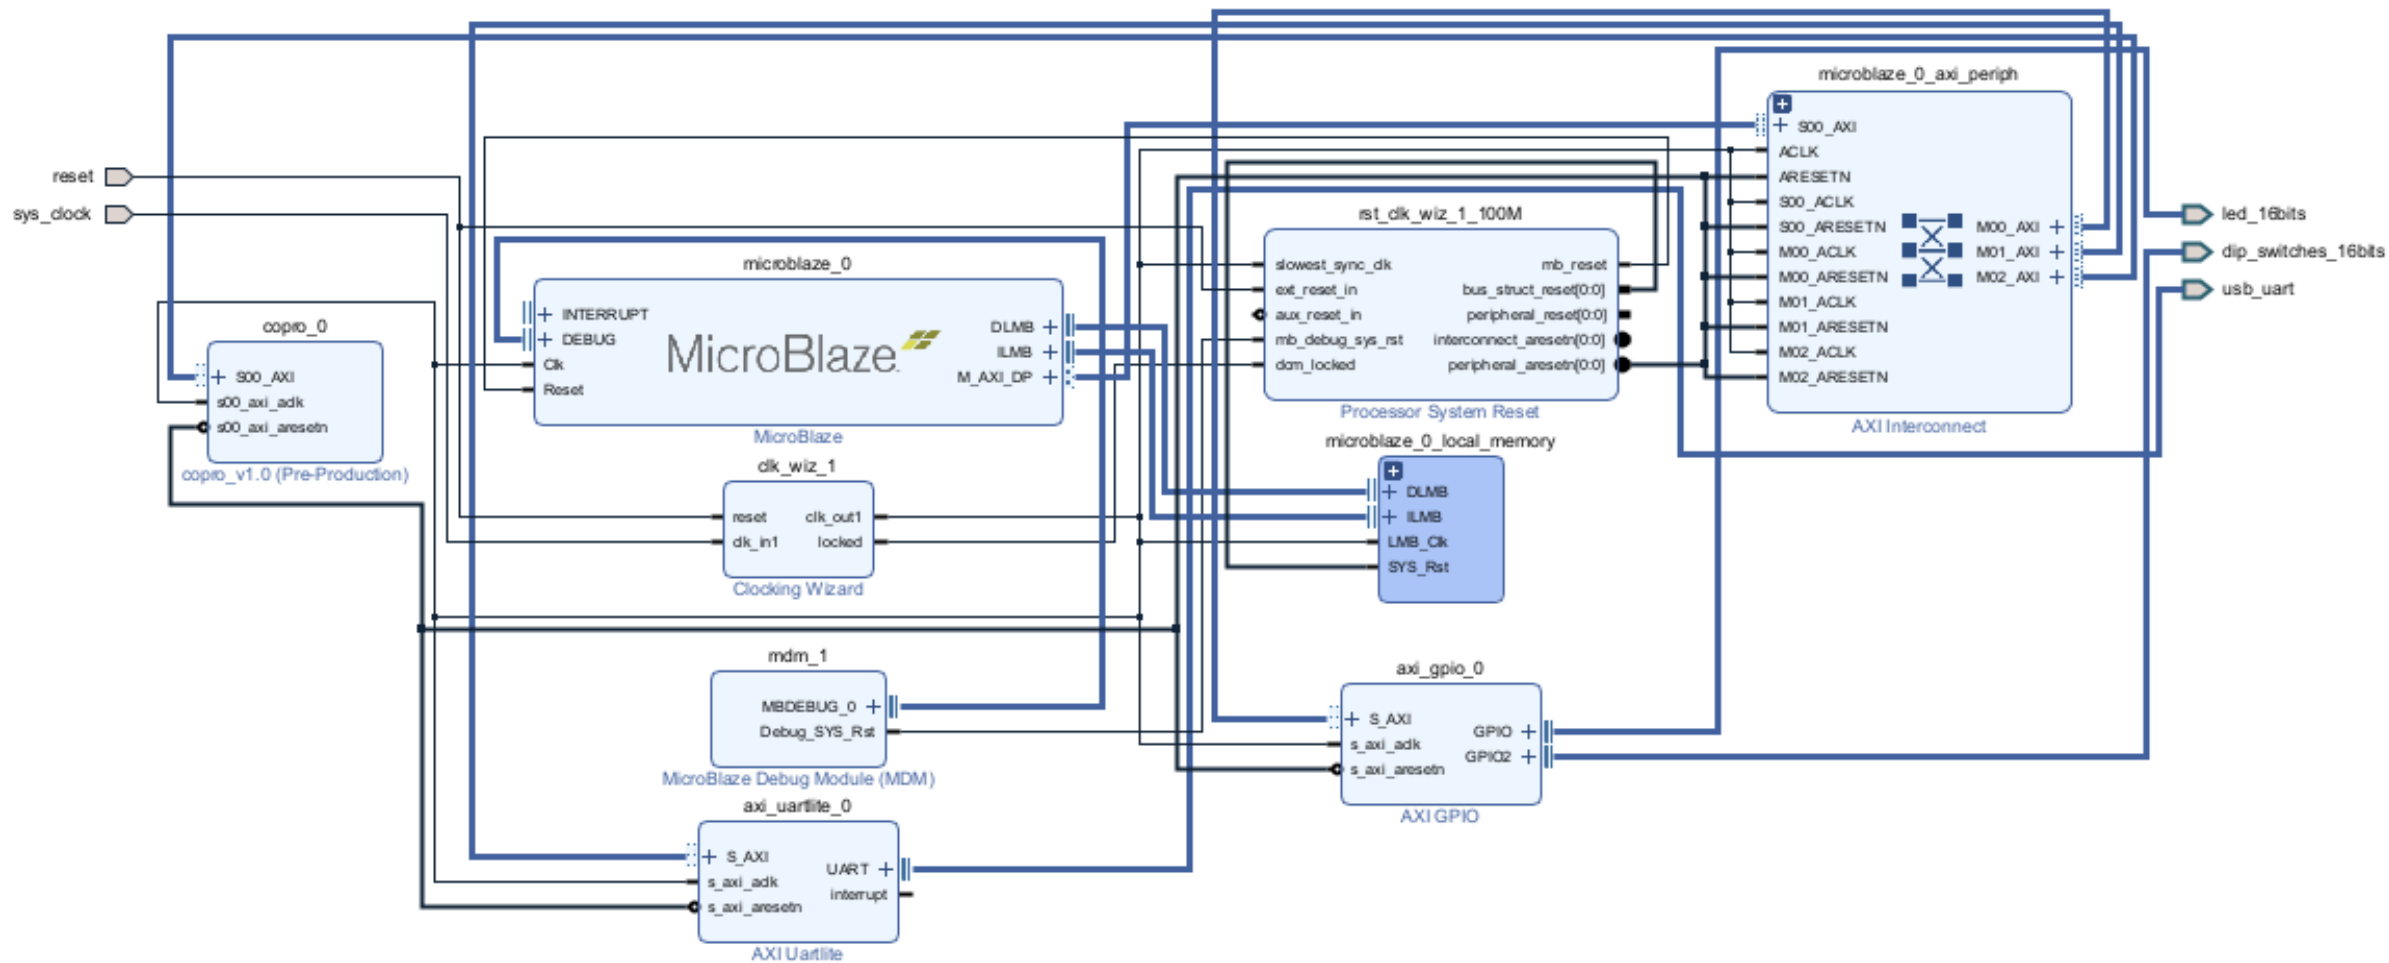 microblaze_0_axi_periph
S00_AXI
ACLK
ARESETN
S00_ACLK
S00_ARESETN
M00_ACLK
M00_ARESETN
M01_ACLK
M01_ARESETN
M02_ACLK
M02_ARESETN
M00_AXI
M01_AXI
M02_AXI
AXI Interconnect
reset
sys_clock
led_16bits
dip_switches_16bits
usb_uart
rst_clk_wiz_1_100M
slowest_sync_clk
ext_reset_in
aux_reset_in
mb_debug_sys_rst
dcm_locked
mb_reset
bus_struct_reset[0:0]
peripheral_reset[0:0]
interconnect_aresetn[0:0]
peripheral_aresetn[0:0]
Processor System Reset
microblaze_0
INTERRUPT
DEBUG
Clk
Reset
MicroBlaze
DLMB
ILMB
M_AXI_DP
MicroBlaze
copro_0
S00_AXI
s00_axi_aclk
s00_axi_aresetn
copro_v1.0 (Pre-Production)
microblaze_0_local_memory
DLMB
ILMB
LMB_Clk
SYS_Rst
clk_wiz_1
reset
clk_in1
clk_out1
locked
Clocking Wizard
mdm_1
MBDEBUG_0
Debug_SYS_Rst
MicroBlaze Debug Module (MDM)
axi_gpio_0
S_AXI
s_axi_aclk
s_axi_aresetn
GPIO
GPIO2
AXI GPIO
axi_uartlite_0
S_AXI
s_axi_aclk
s_axi_aresetn
UART
interrupt
AXI Uartlite